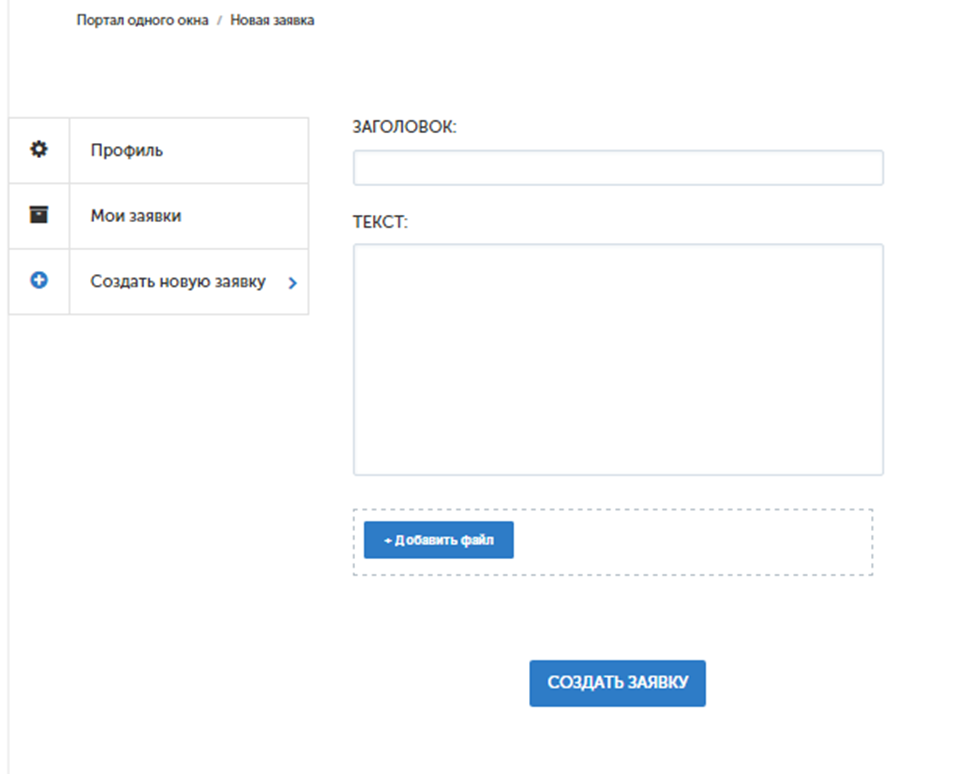 Портал одного окна / Новая заявка
Профиль
Мои заявки
Создать новую заявку
ЗАГОЛОВОК:
ТЕКСТ:
+ Добавить файл
СОЗДАТЬ ЗАЯВКУ